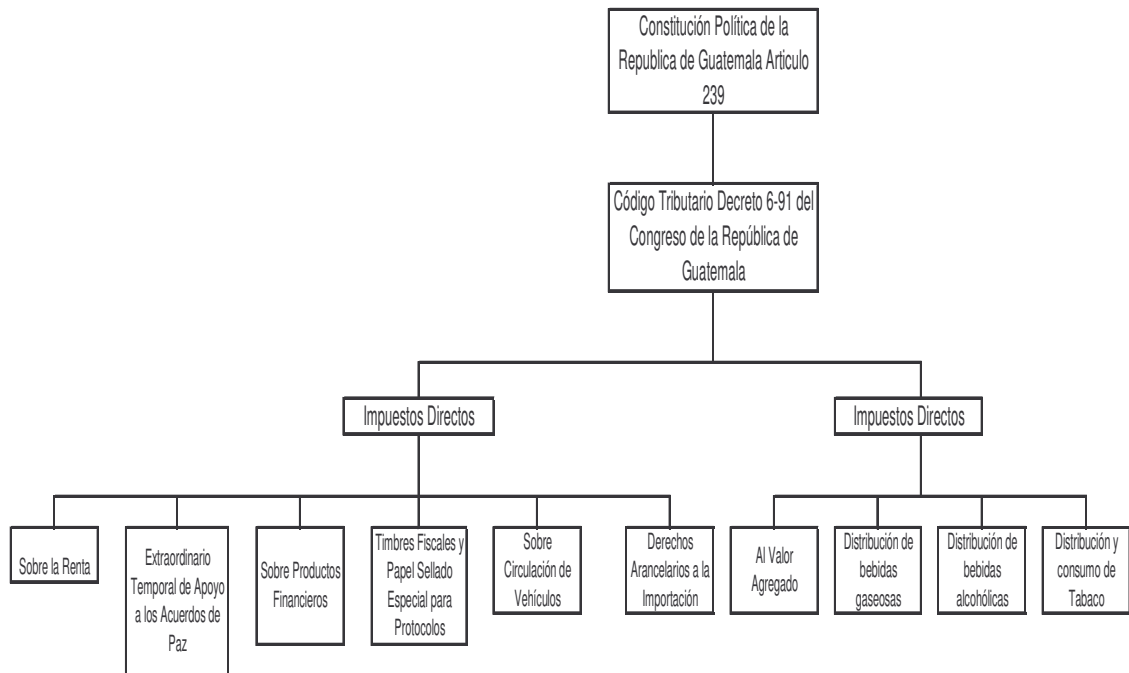 Constitución Política de la
Republica de Guatemala Articulo
239
Código Tributario Decreto 6-91 del
Congreso de la República de
Guatemala
Impuestos Directos
Impuestos Directos
Sobre la Renta
Extraordinario
Temporal de Apoyo
a los Acuerdos de
Paz
Sobre Productos
Financieros
Timbres Fiscales y
Papel Sellado
Especial para
Protocolos
Sobre
Circulación de
Vehículos
Derechos
Arancelarios a la
Importación
Al Valor
Agregado
Distribución de
bebidas
gaseosas
Distribución de
bebidas
alcohólicas
Distribución y
consumo de
Tabaco